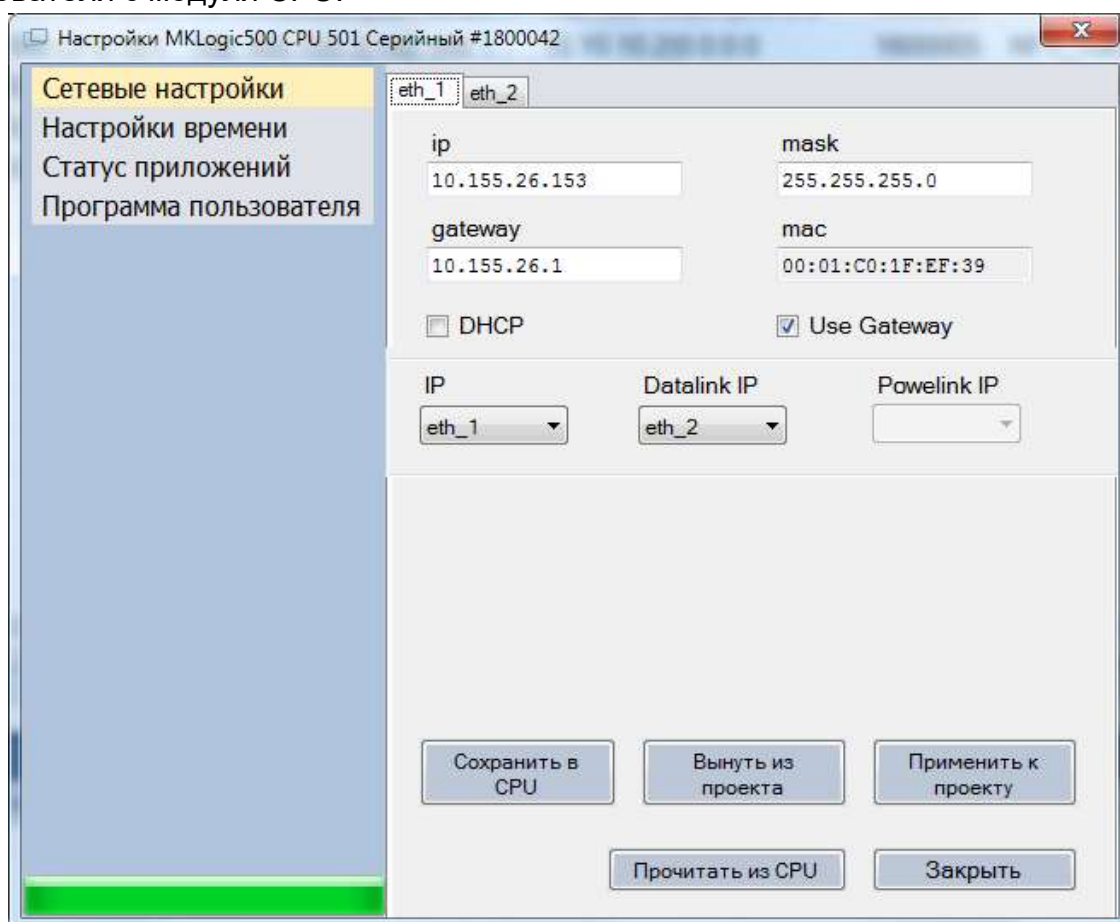 с модуля CPU.
Настройки MKLogic500 CPU 501 Серийный #1800042
Сетевые настройки
Настройки времени
Статус приложений
Программа пользователя
eth_1 eth_2
ip mask
10.155.26.153 255.255.255.0
gateway mac
10.155.26.1 00:01:C0:1F:EF:39
DHCP Use Gateway
IP Datalink IP Powelink IP
eth_1 eth_2
Сохранить в CPU
Вынуть из проекта
Применить к проекту
Прочитать из CPU Закрыть